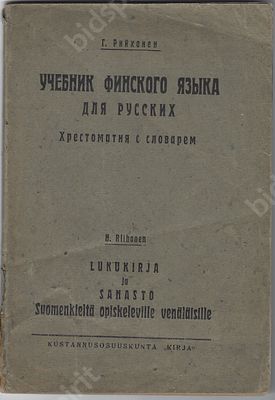 Г. Рийхонен
УЧЕБНИК ФИНСКОГО ЯЗЫКА
ДЛЯ РУССКИХ
Хрестоматия с словарем
H. Riihonen
LUKUKIRJA
ja
SANASTO
Suomenkieltä opiskeleville venäläisille
KUSTANNUSOSUUSKUNTA „KIRJA"